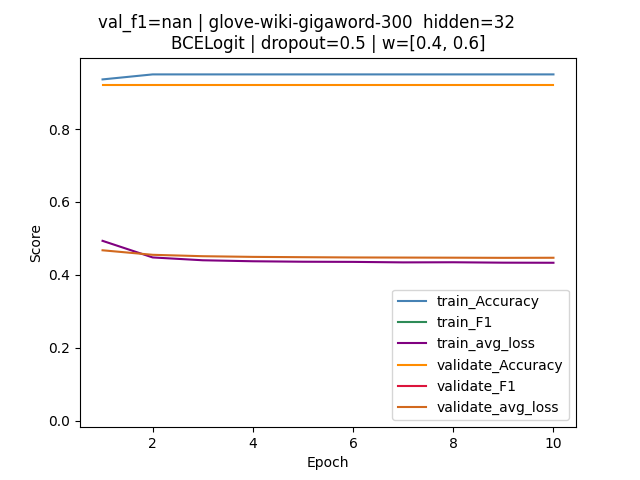 val_f1=nan | glove-wiki-gigaword-300 hidden=32
BCELogit | dropout=0.5 | w=[0.4, 0.6]
Score
0.8
0.6
0.4
0.2
0.0
train_Accuracy
train_F1
train_avg_loss
validate_Accuracy
validate_F1
validate_avg_loss
2 4 6 8 10
Epoch